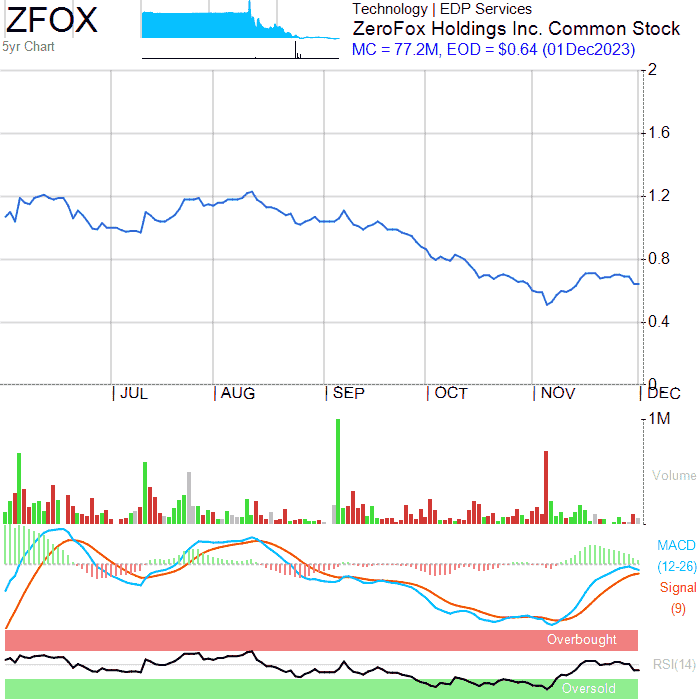 ZFOX
5yr Chart
Technology | EDP Services
ZeroFox Holdings Inc. Common Stock
MC = 77.2M, EOD = $0.64 (01Dec2023)
2
1.6
1.2
0.8
0.4
0
JUL AUG SEP OCT NOV DEC
1M
Volume
MACD
(12-26)
Signal
(9)
Overbought
RSI(14)
Oversold